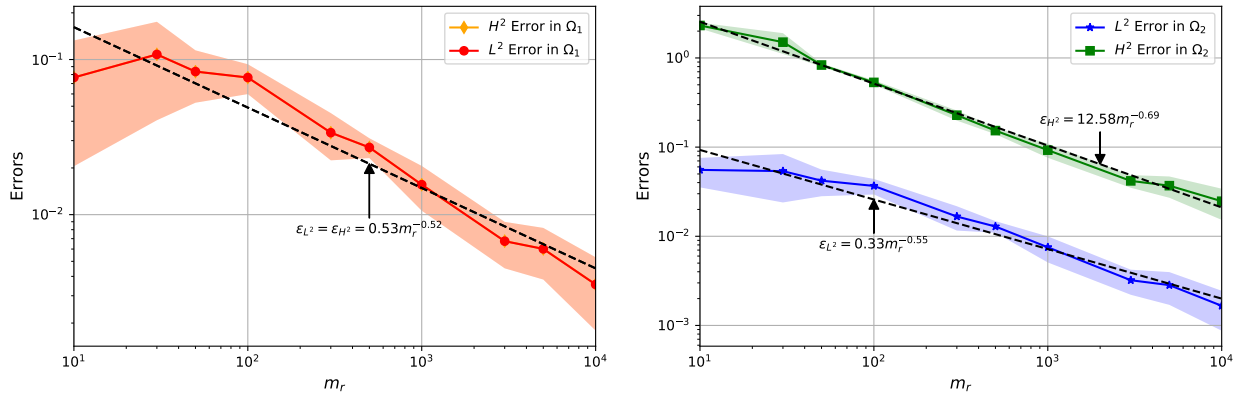 Errors
10⁻¹
10⁻²
H² Error in Ω₁
L² Error in Ω₁
ε_{L²} = ε_{H²} = 0.53m_r^{−0.52}
10¹
10²
10³
10⁴
m_r
Errors
10⁰
10⁻¹
10⁻²
10⁻³
L² Error in Ω₂
H² Error in Ω₂
ε_{H²} = 12.58m_r^{−0.69}
ε_{L²} = 0.33m_r^{−0.55}
10¹
10²
10³
10⁴
m_r